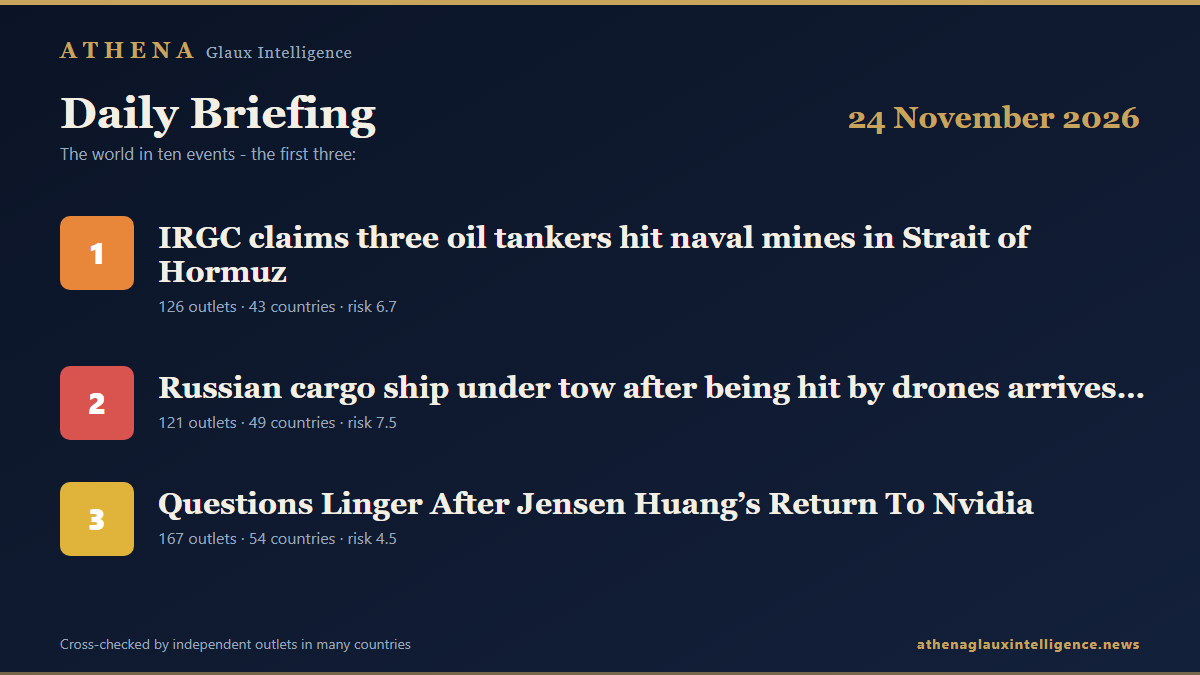 ATHENA Glaux Intelligence
Daily Briefing
24 November 2026
The world in ten events - the first three:
1
IRGC claims three oil tankers hit naval mines in Strait of
Hormuz
126 outlets · 43 countries · risk 6.7
2
Russian cargo ship under tow after being hit by drones arrives...
121 outlets · 49 countries · risk 7.5
3
Questions Linger After Jensen Huang’s Return To Nvidia
167 outlets · 54 countries · risk 4.5
Cross-checked by independent outlets in many countries
athenaglauxintelligence.news